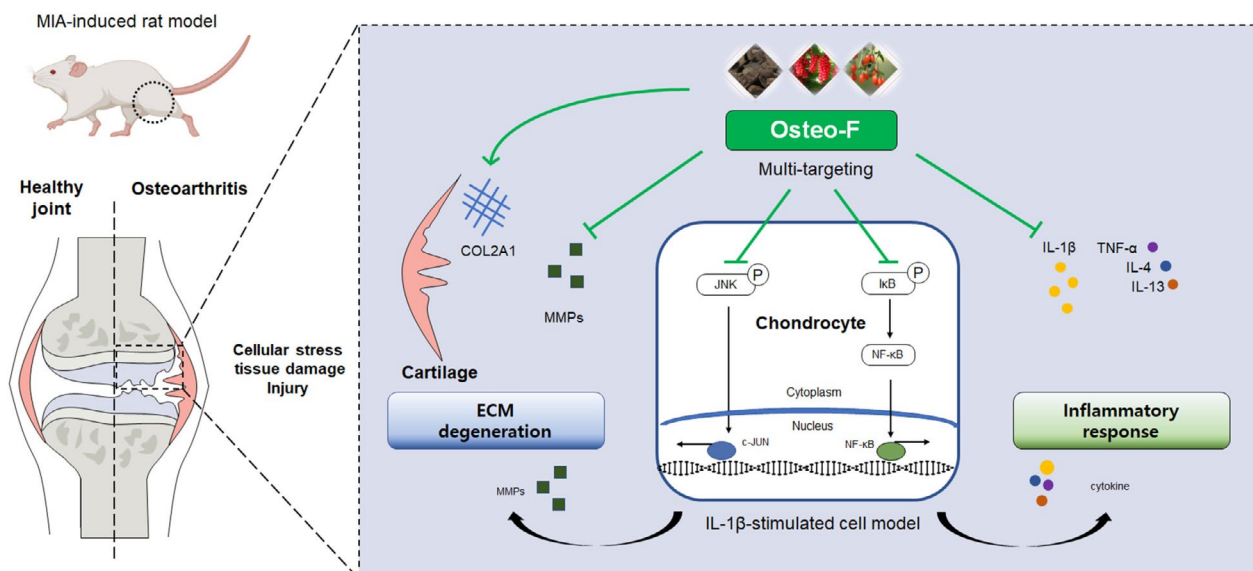 MIA-induced rat model
Healthy
joint
Osteoarthritis
Cellular stress
tissue damage
Injury
Osteo-F
Multi-targeting
COL2A1
MMPs
Cartilage
ECM
degeneration
MMPs
JNK
P
IκB
P
Chondrocyte
NF-κB
Cytoplasm
Nucleus
c-JUN
NF-κB
IL-1β-stimulated cell model
IL-1β
TNF-α
IL-4
IL-13
Inflammatory
response
cytokine